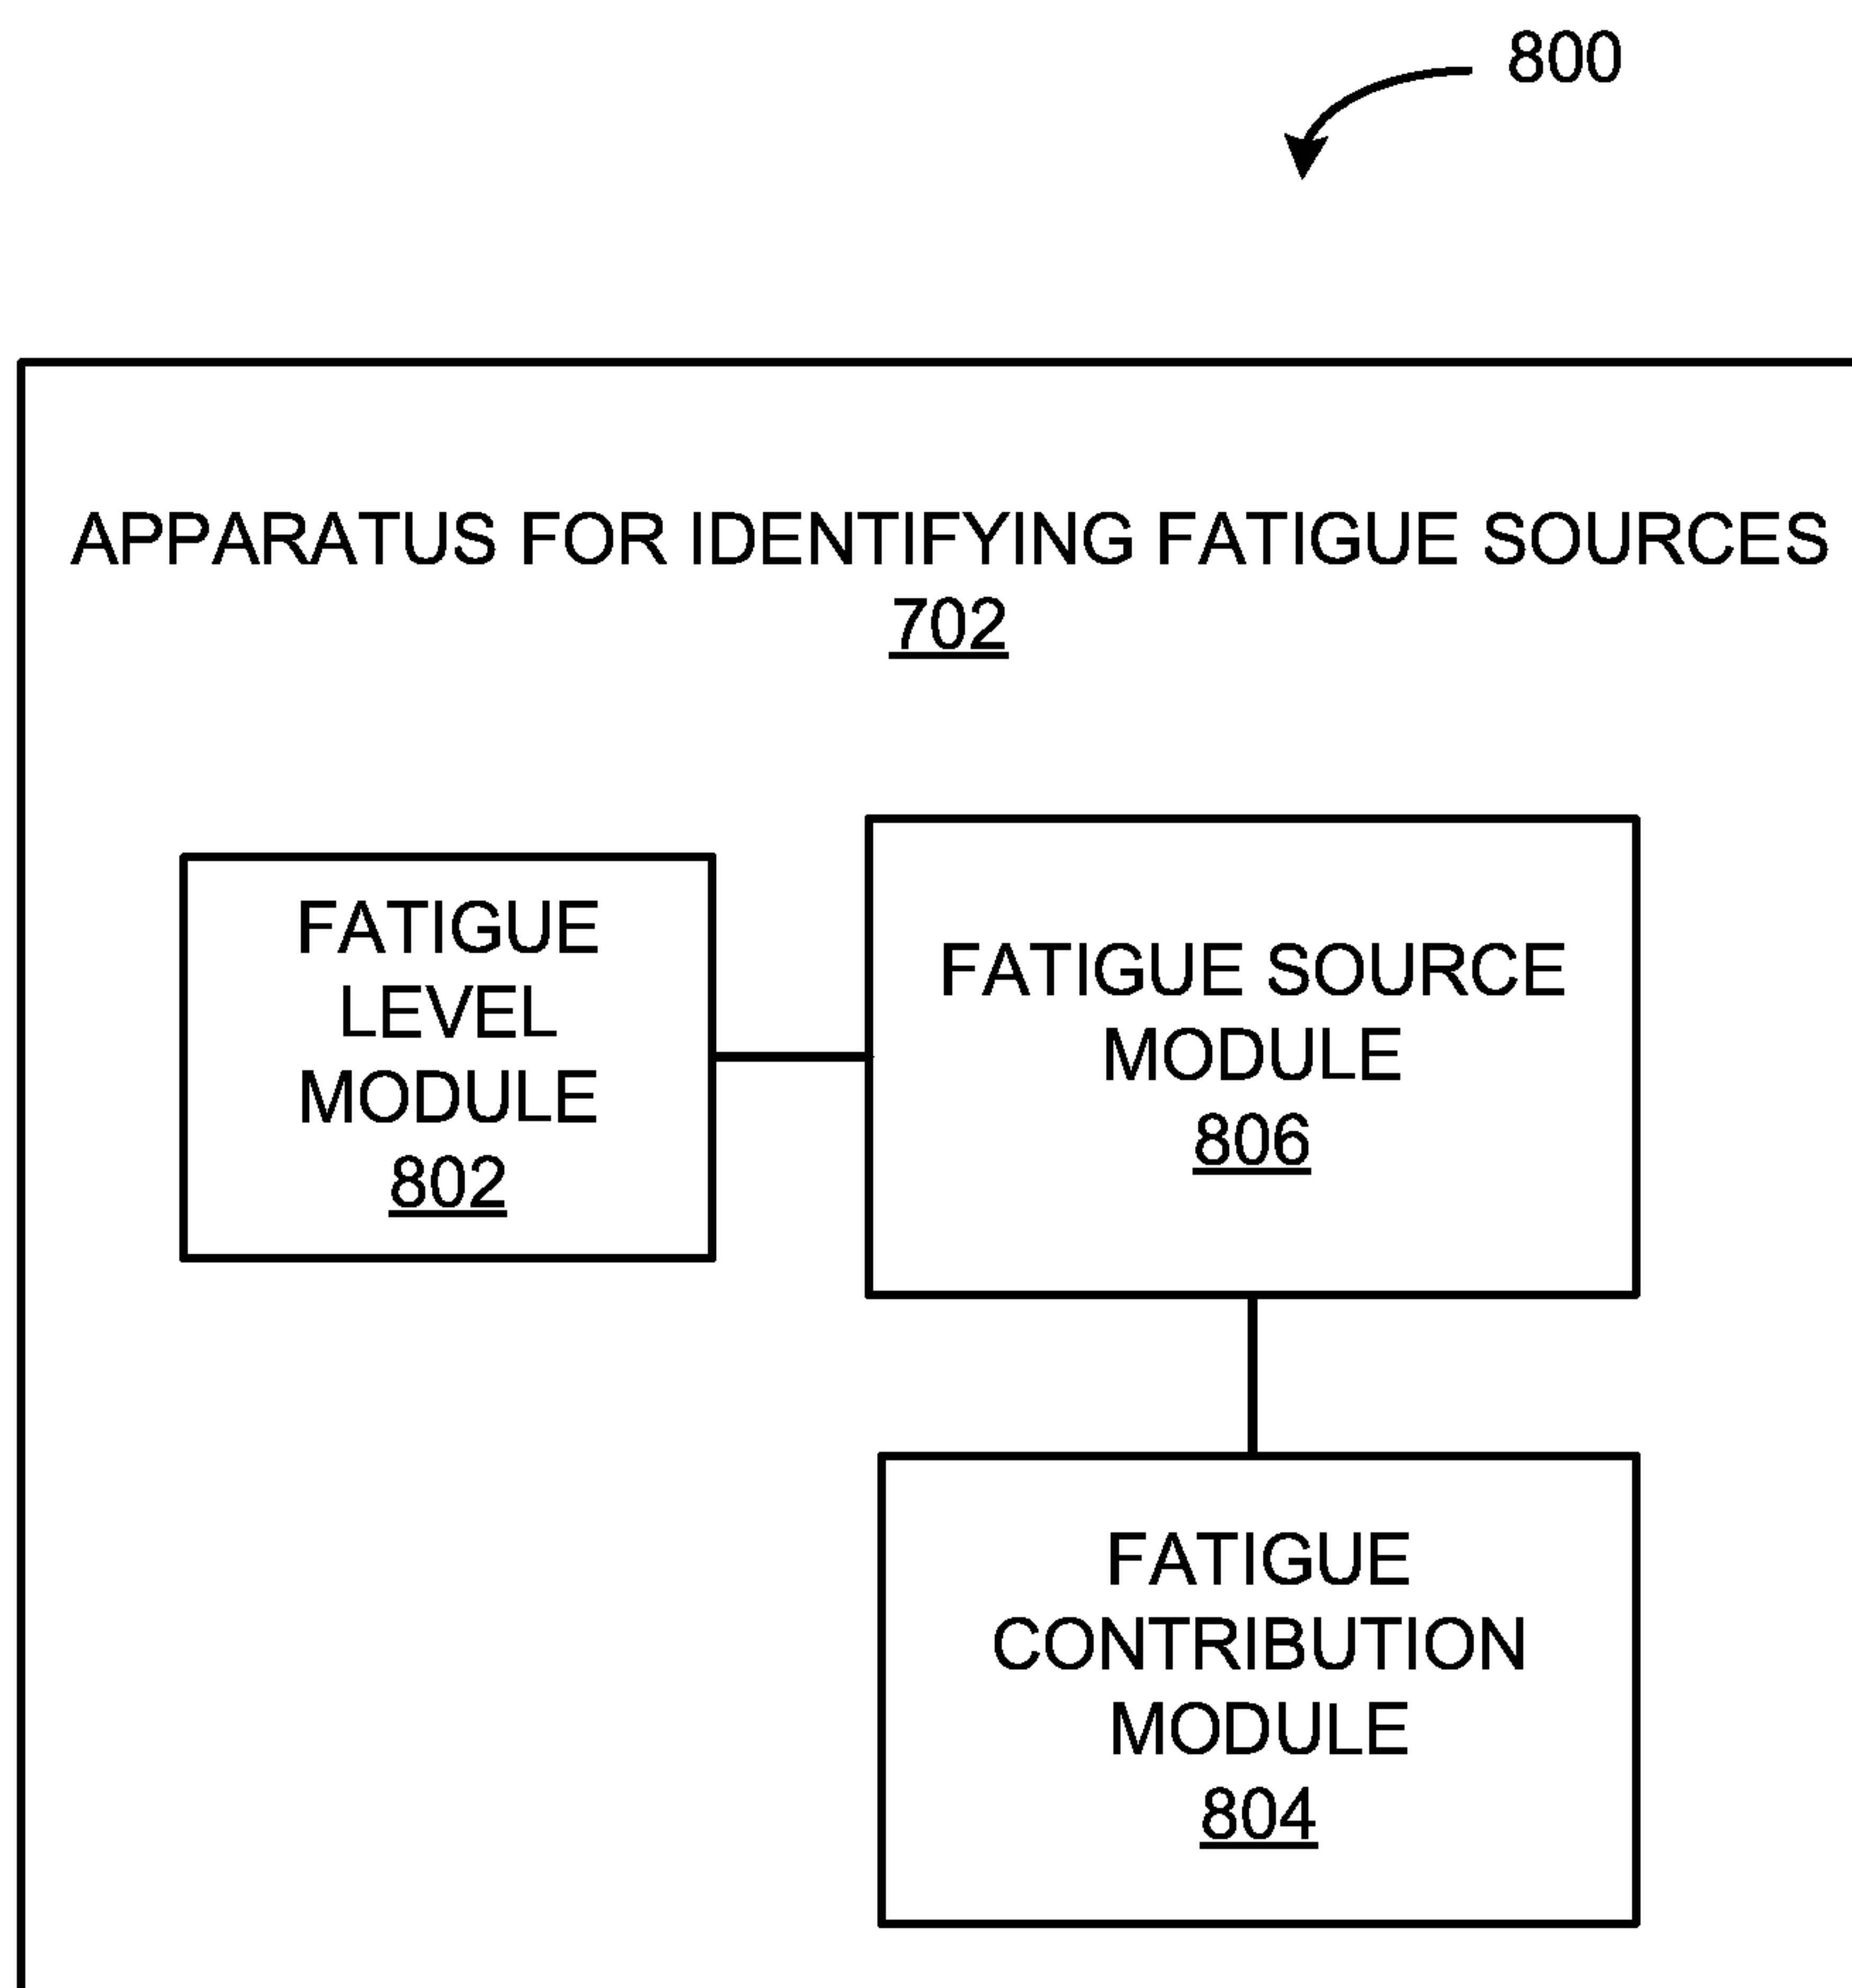 800
APPARATUS FOR IDENTIFYING FATIGUE SOURCES
702
FATIGUE
LEVEL
MODULE
802
FATIGUE SOURCE
MODULE
806
FATIGUE
CONTRIBUTION
MODULE
804